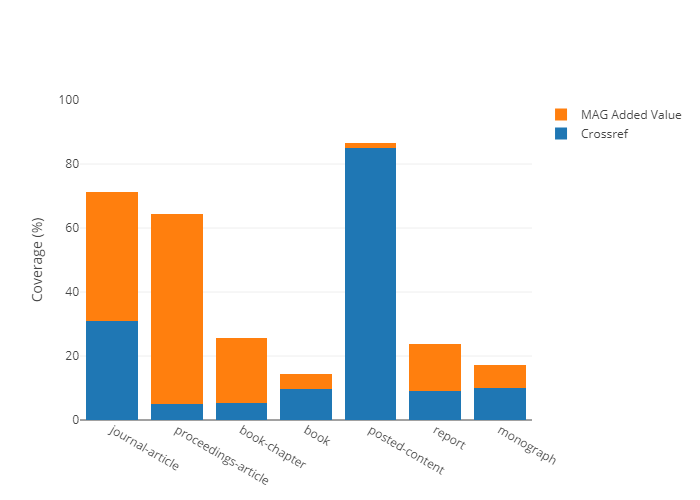 100
80
60
40
20
0
Coverage (%)
MAG Added Value
Crossref
journal-article
proceedings-article
book-chapter
book
posted-content
report
monograph